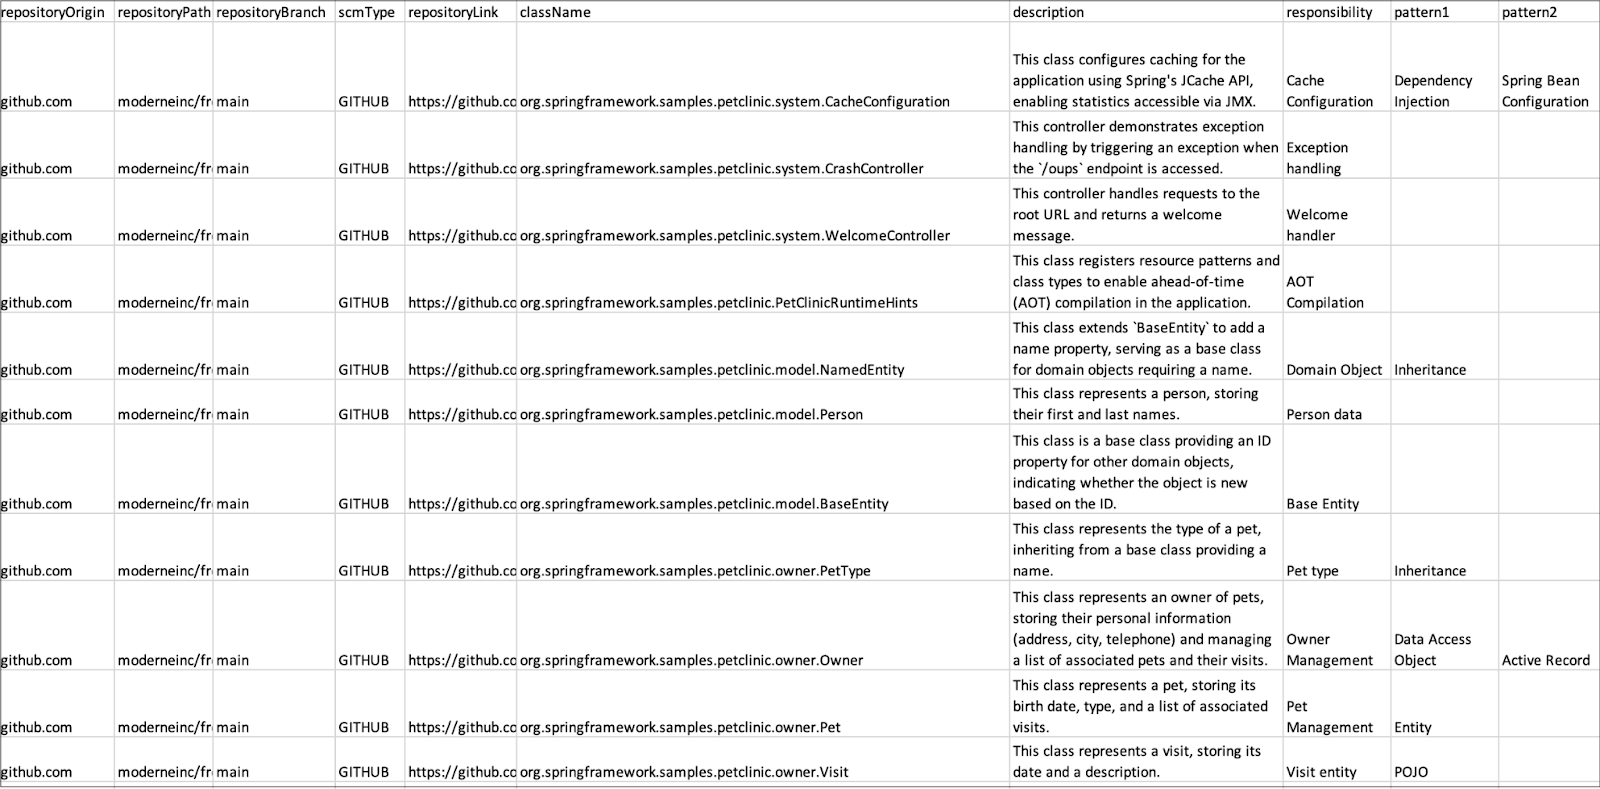 repositoryOrigin repositoryPath repositoryBranch scmType repositoryLink className description responsibility pattern1 pattern2
This class configures caching for the
application using Spring's JCache API, Cache Dependency Spring Bean
github.com moderneinc/fr main GITHUB https://github.co org.springframework.samples.petclinic.system.CacheConfiguration enabling statistics accessible via JMX. Configuration Injection Configuration
This controller demonstrates exception
handling by triggering an exception when Exception
github.com moderneinc/fr main GITHUB https://github.co org.springframework.samples.petclinic.system.CrashController the `/oups` endpoint is accessed. handling
This controller handles requests to the
root URL and returns a welcome Welcome
github.com moderneinc/fr main GITHUB https://github.co org.springframework.samples.petclinic.system.WelcomeController message. handler
This class registers resource patterns and
class types to enable ahead-of-time AOT
github.com moderneinc/fr main GITHUB https://github.co org.springframework.samples.petclinic.PetClinicRuntimeHints (AOT) compilation in the application. Compilation
This class extends `BaseEntity` to add a
name property, serving as a base class
github.com moderneinc/fr main GITHUB https://github.co org.springframework.samples.petclinic.model.NamedEntity for domain objects requiring a name. Domain Object Inheritance
This class represents a person, storing
github.com moderneinc/fr main GITHUB https://github.co org.springframework.samples.petclinic.model.Person their first and last names. Person data
This class is a base class providing an ID
property for other domain objects,
indicating whether the object is new
github.com moderneinc/fr main GITHUB https://github.co org.springframework.samples.petclinic.model.BaseEntity based on the ID. Base Entity
This class represents the type of a pet,
inheriting from a base class providing a
github.com moderneinc/fr main GITHUB https://github.co org.springframework.samples.petclinic.owner.PetType name. Pet type Inheritance
This class represents an owner of pets,
storing their personal information
(address, city, telephone) and managing Owner Data Access
github.com moderneinc/fr main GITHUB https://github.co org.springframework.samples.petclinic.owner.Owner a list of associated pets and their visits. Management Object Active Record
This class represents a pet, storing its
birth date, type, and a list of associated Pet
github.com moderneinc/fr main GITHUB https://github.co org.springframework.samples.petclinic.owner.Pet visits. Management Entity
This class represents a visit, storing its
github.com moderneinc/fr main GITHUB https://github.co org.springframework.samples.petclinic.owner.Visit date and a description. Visit entity POJO